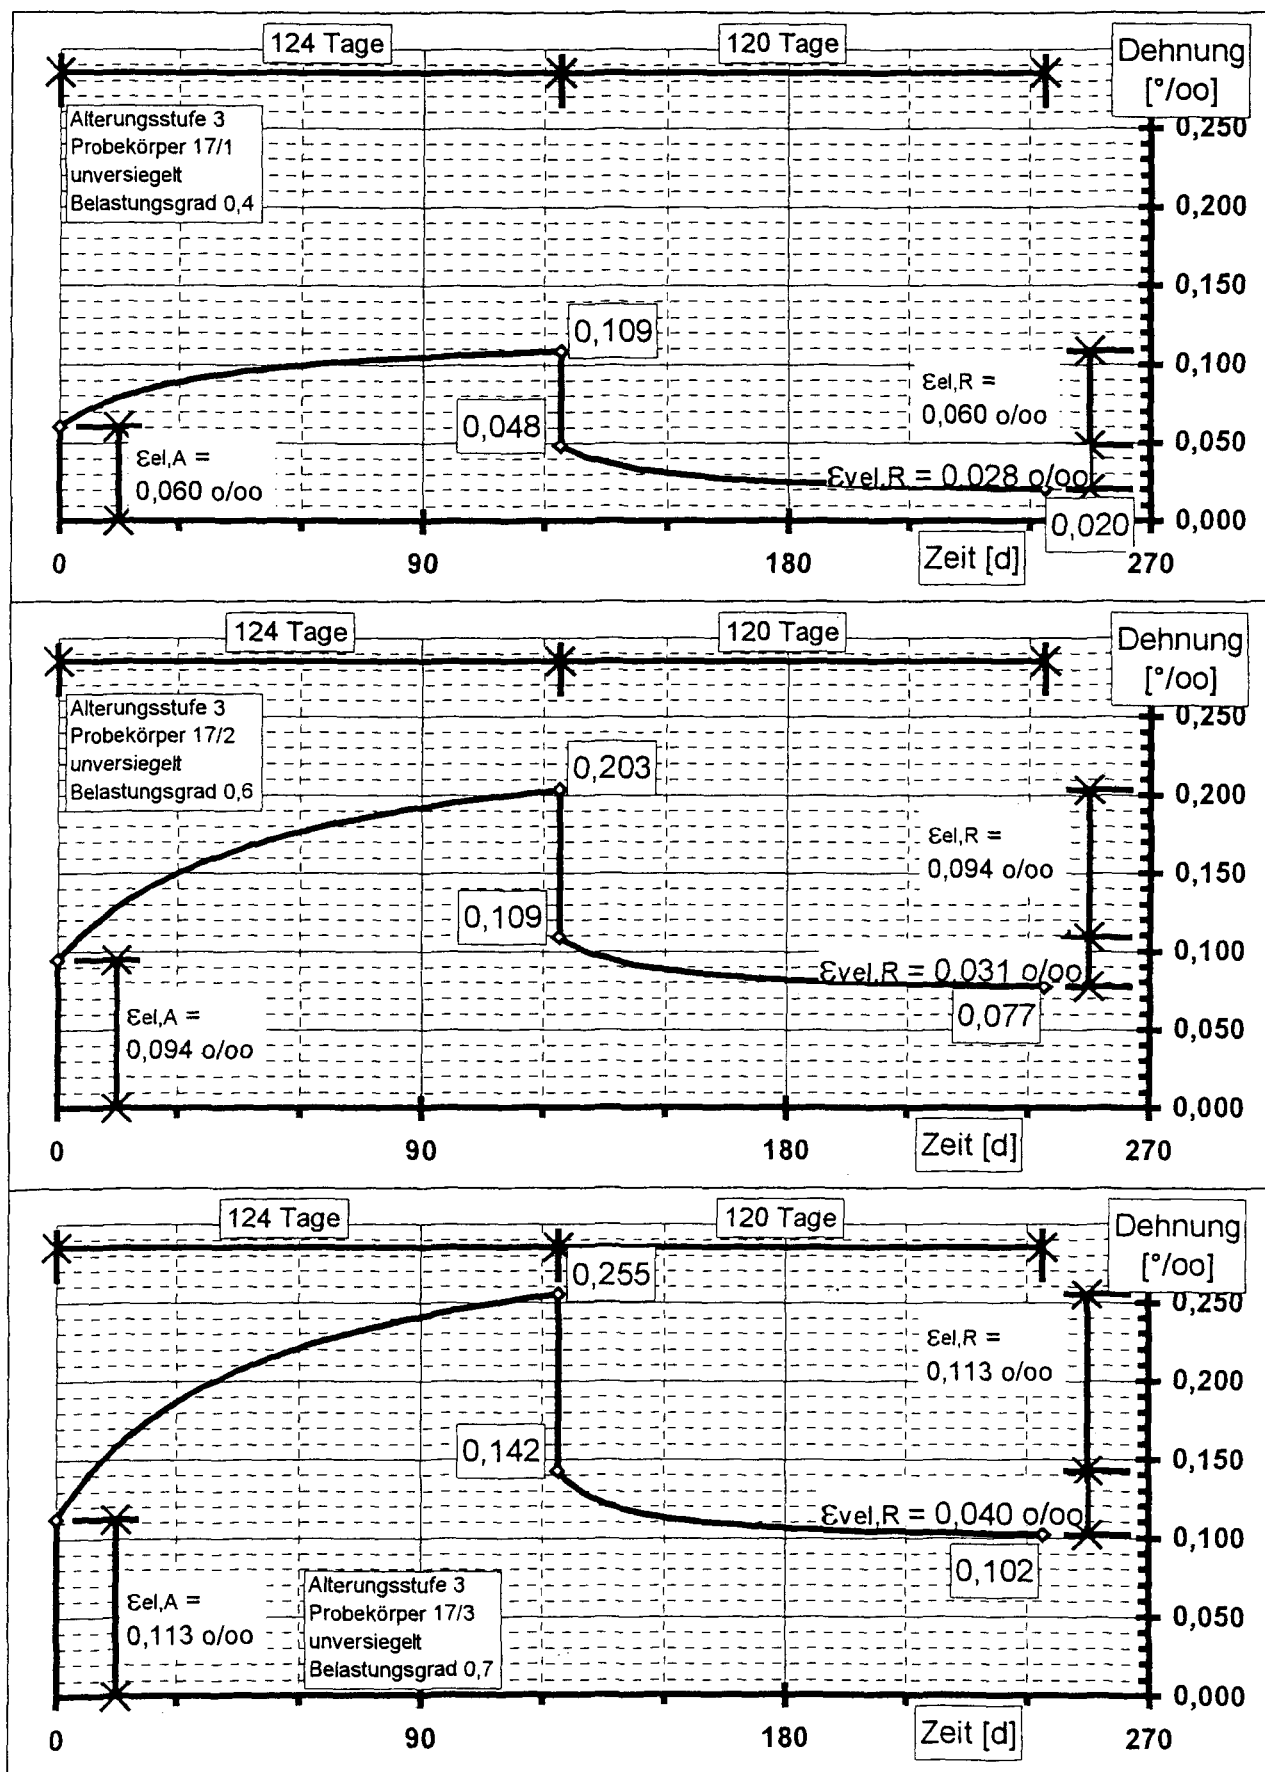 124 Tage
120 Tage
Dehnung
[°/oo]
Alterungsstufe 3
Probekörper 17/1
unversiegelt
Belastungsgrad 0,4
0,250
0,200
0,150
0,109
0,100
εel,R =
0,060 o/oo
0,048
0,050
εel,A =
0,060 o/oo
εvel,R = 0,028 o/oo
0,020
0,000
0
90
180
Zeit [d]
270
124 Tage
120 Tage
Dehnung
[°/oo]
Alterungsstufe 3
Probekörper 17/2
unversiegelt
Belastungsgrad 0,6
0,250
0,203
0,200
εel,R =
0,094 o/oo
0,150
0,109
0,100
εvel,R = 0,031 o/oo
0,077
εel,A =
0,094 o/oo
0,050
0,000
0
90
180
Zeit [d]
270
124 Tage
120 Tage
Dehnung
[°/oo]
0,255
0,250
εel,R =
0,113 o/oo
0,200
0,142
0,150
εvel,R = 0,040 o/oo
0,100
0,102
εel,A =
0,113 o/oo
Alterungsstufe 3
Probekörper 17/3
unversiegelt
Belastungsgrad 0,7
0,050
0,000
0
90
180
Zeit [d]
270